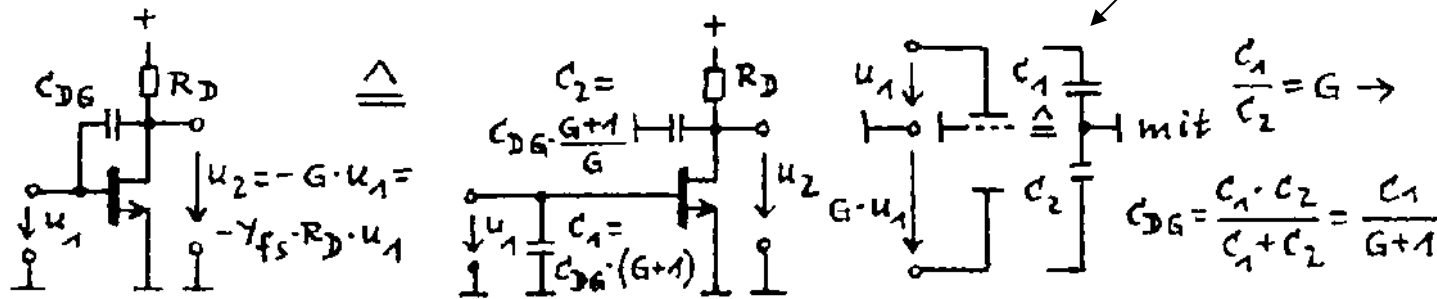 +
C_DG
R_D
≙
u_1
u_2 = -G·u_1 =
-Y_fs·R_D·u_1
+
C_2 =
C_DG·(G+1)/G
R_D
u_1
C_1 =
C_DG·(G+1)
u_2
u_1
G·u_1
≙
C_1
C_2
mit
C_1/C_2 = G →
C_DG = (C_1·C_2)/(C_1+C_2) = C_1/(G+1)